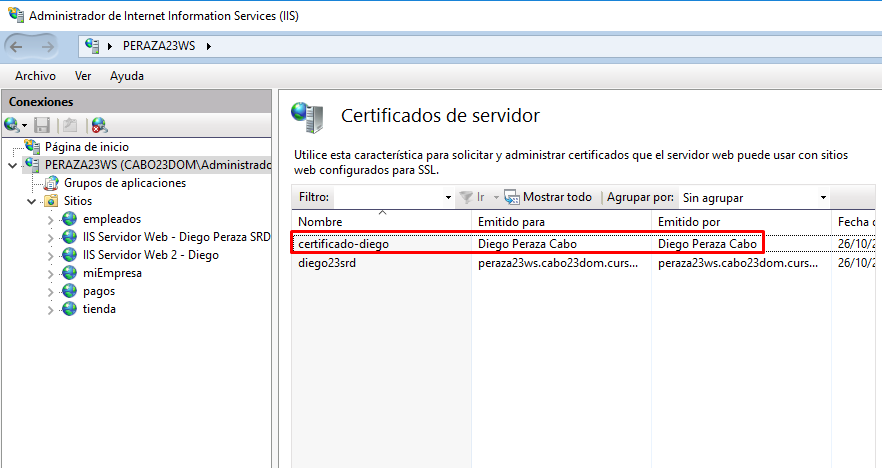 Administrador de Internet Information Services (IIS)
PERAZA23WS
Archivo Ver Ayuda
Conexiones
Página de inicio
PERAZA23WS (CABO23DOM\Administrado
Grupos de aplicaciones
Sitios
empleados
IIS Servidor Web - Diego Peraza SRD
IIS Servidor Web 2 - Diego
miEmpresa
pagos
tienda
Certificados de servidor
Utilice esta característica para solicitar y administrar certificados que el servidor web puede usar con sitios
web configurados para SSL.
Filtro: Ir Mostrar todo Agrupar por: Sin agrupar
Nombre Emitido para Emitido por Fecha
certificado-diego Diego Peraza Cabo Diego Peraza Cabo 26/10/2
diego23srd peraza23ws.cabo23dom.curs... peraza23ws.cabo23dom.curs... 26/10/2